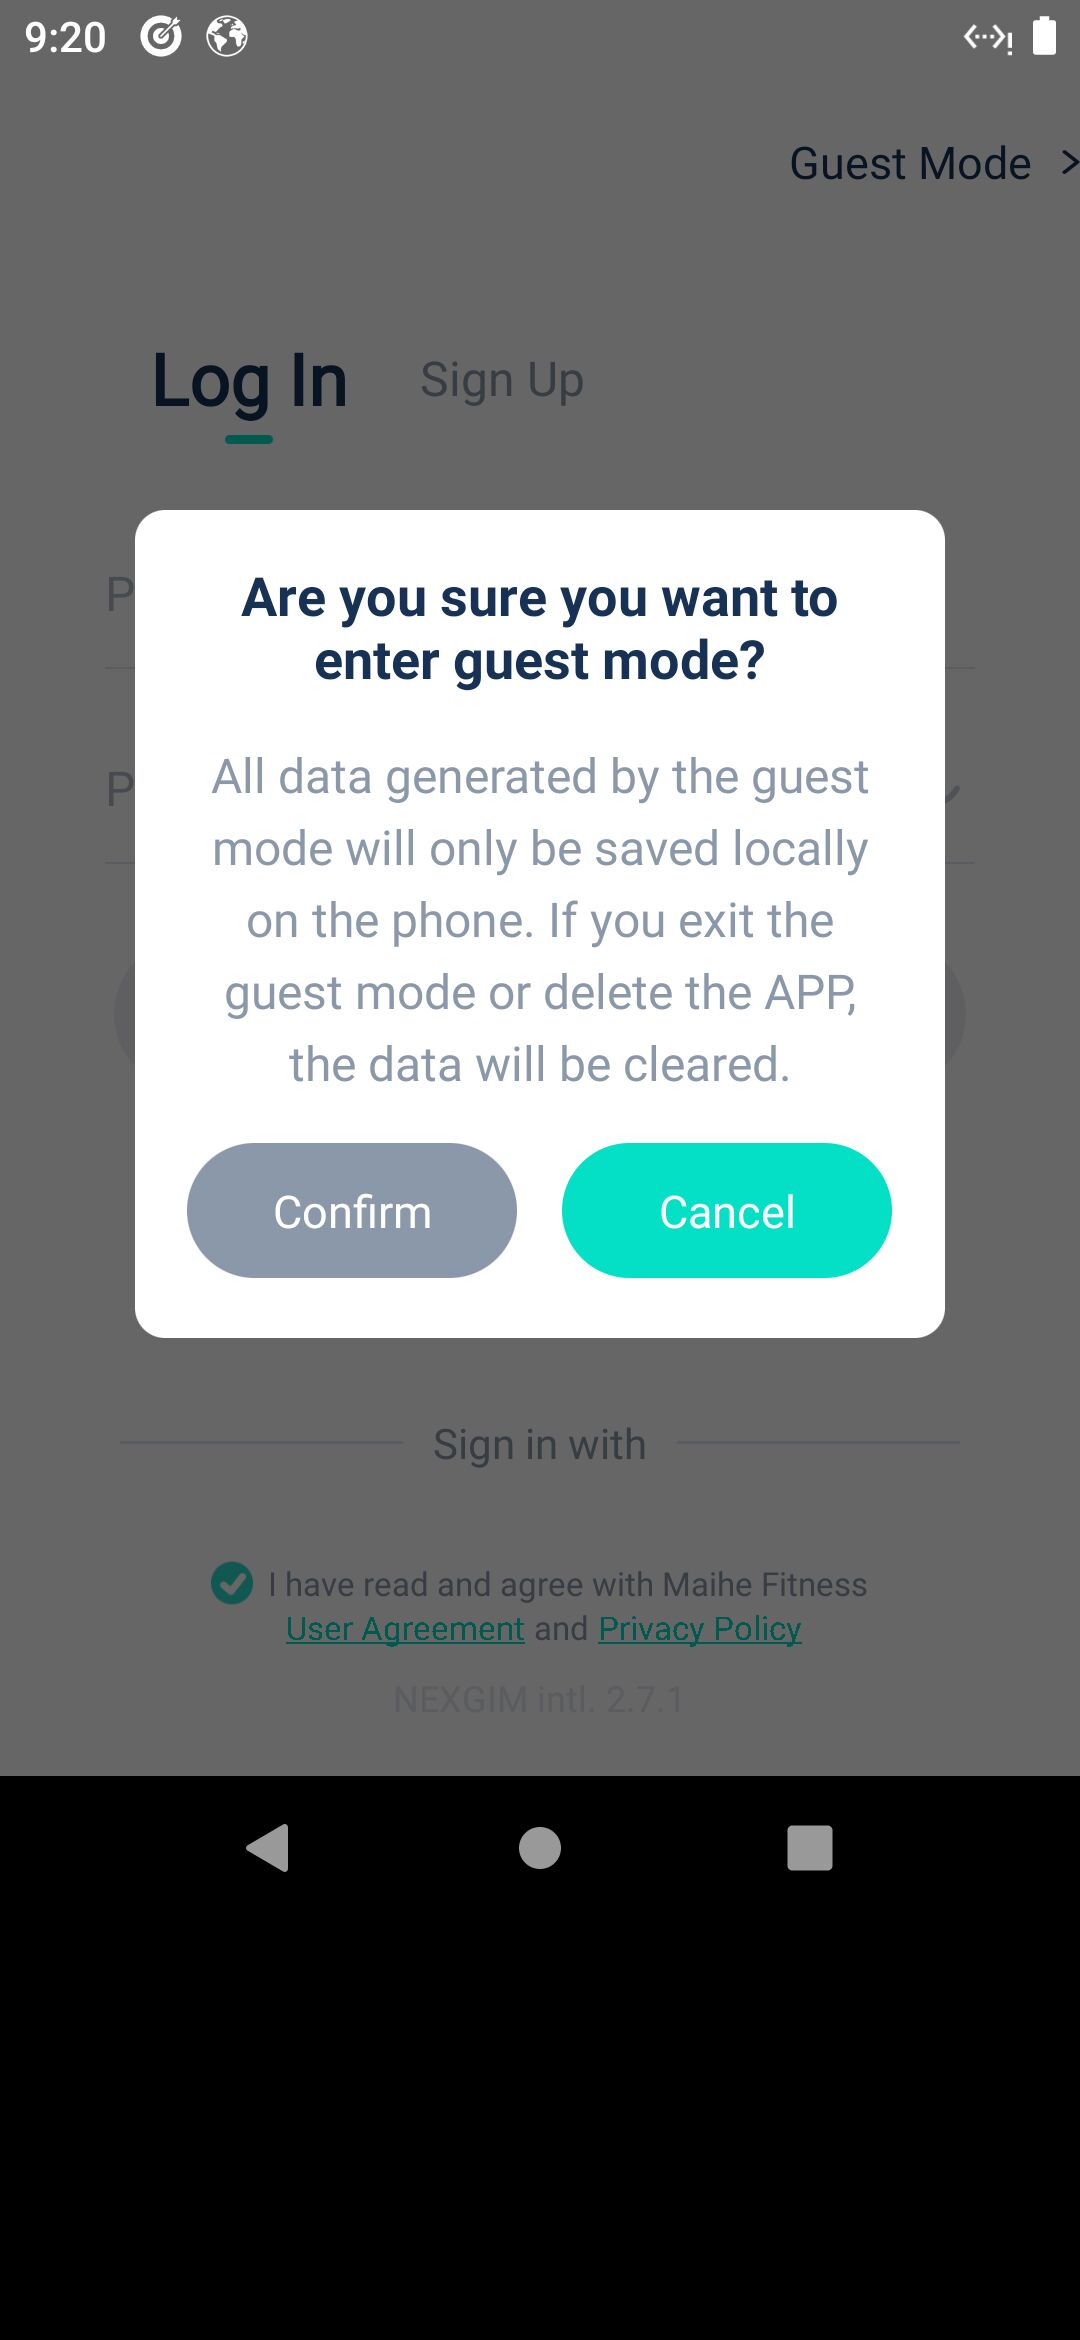 9:20
Guest Mode
Log In
Sign Up
Are you sure you want to
enter guest mode?
All data generated by the guest
mode will only be saved locally
on the phone. If you exit the
guest mode or delete the APP,
the data will be cleared.
Confirm
Cancel
Sign in with
I have read and agree with Maihe Fitness
User Agreement and Privacy Policy
NEXGIM intl. 2.7.1